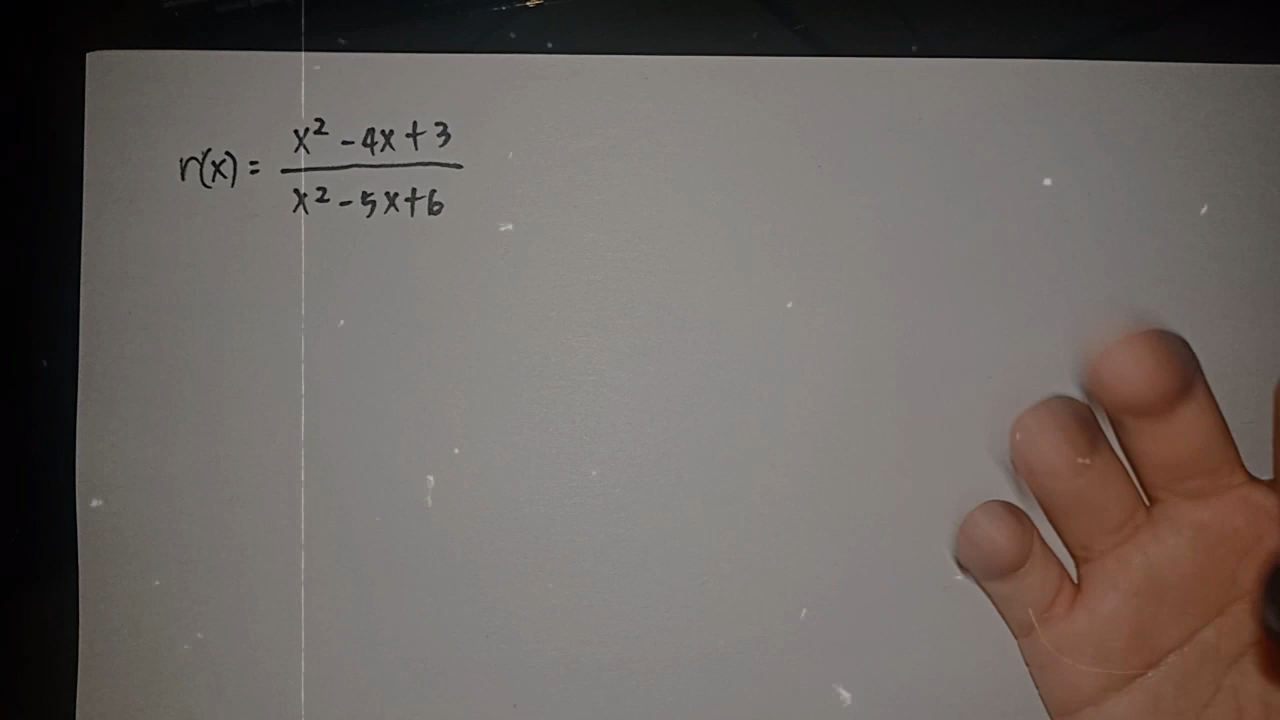 r(x) = x² - 4x + 3 / x² - 5x + 6